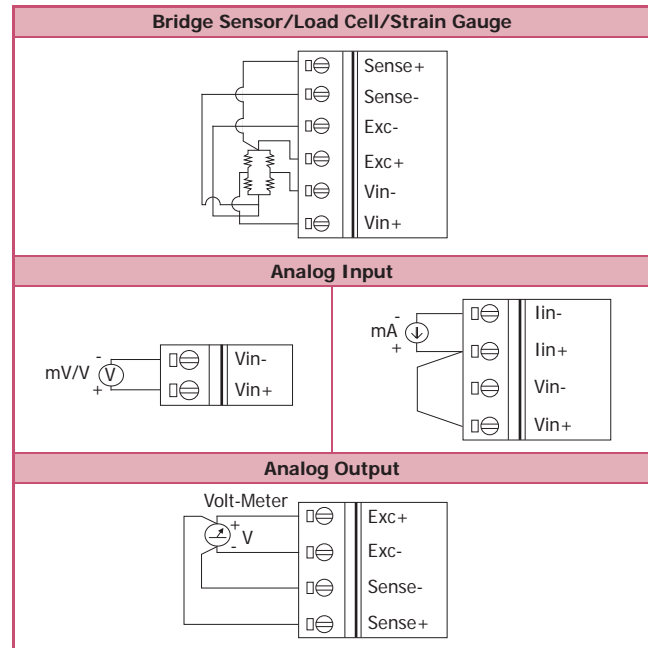 Bridge Sensor/Load Cell/Strain Gauge
Sense+
Sense-
Exc-
Exc+
Vin-
Vin+
Analog Input
mV/V
-
V
+
Vin-
Vin+
mA
-
+
Iin-
Iin+
Vin-
Vin+
Analog Output
Volt-Meter
+
V
-
Exc+
Exc-
Sense-
Sense+